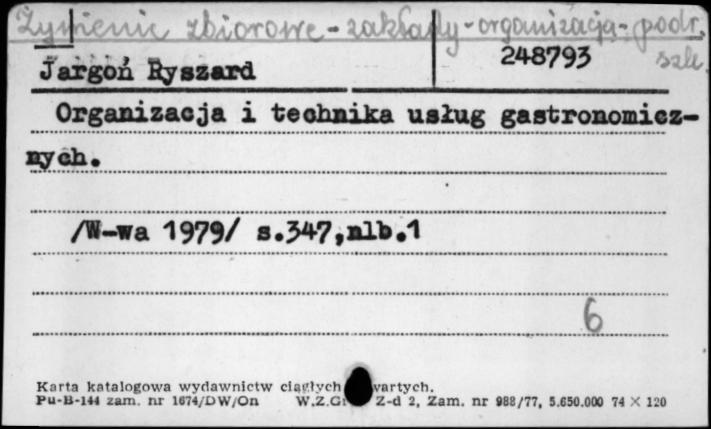 Żywienie zbiorowe - zakłady - organizacja - podr.
szk.
248793
Jargoń Ryszard
Organizacja i technika usług gastronomicz-
nych.
/W-wa 1979/ s.347,nlb.1
6
Karta katalogowa wydawnictw ciągłych wartych.
Pu-B-144 zam. nr 1674/DW/On W.Z.Gr Z-d 2, Zam. nr 988/77, 5.650.000 74 × 120